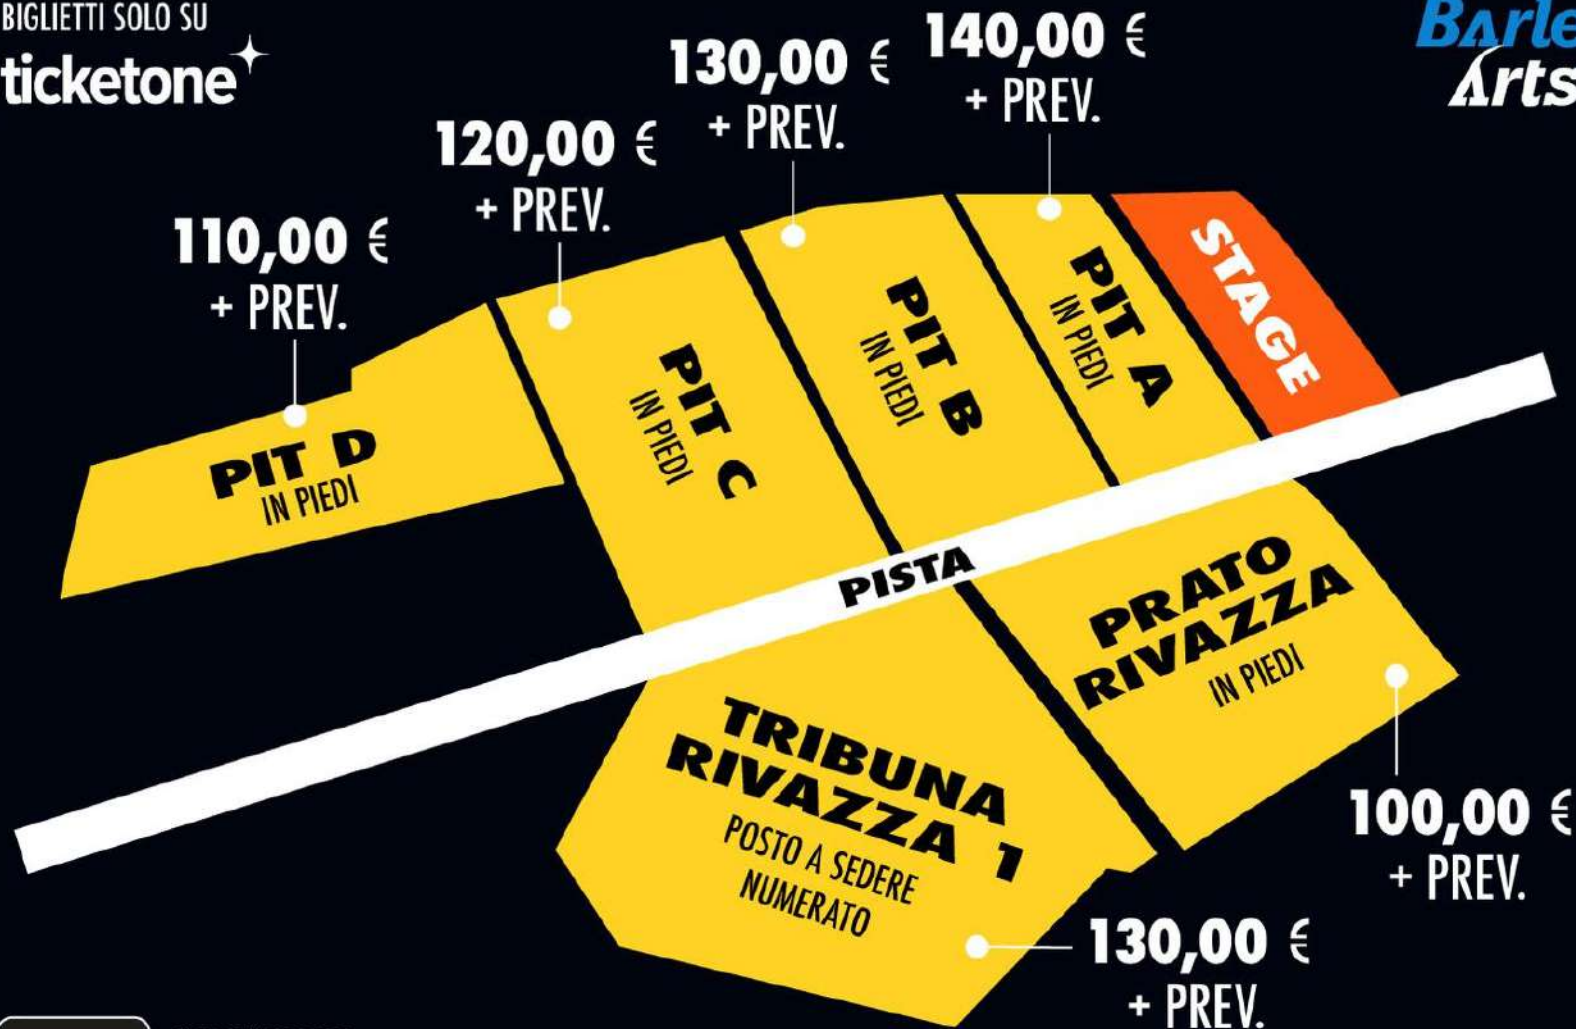 BIGLIETTI SOLO SU
ticketone
Barle
Arts
140,00 €
+ PREV.
130,00 €
+ PREV.
120,00 €
+ PREV.
110,00 €
+ PREV.
STAGE
PIT A
IN PIEDI
PIT B
IN PIEDI
PIT C
IN PIEDI
PIT D
IN PIEDI
PISTA
PRATO
RIVAZZA
IN PIEDI
TRIBUNA
RIVAZZA 1
POSTO A SEDERE
NUMERATO
100,00 €
+ PREV.
130,00 €
+ PREV.